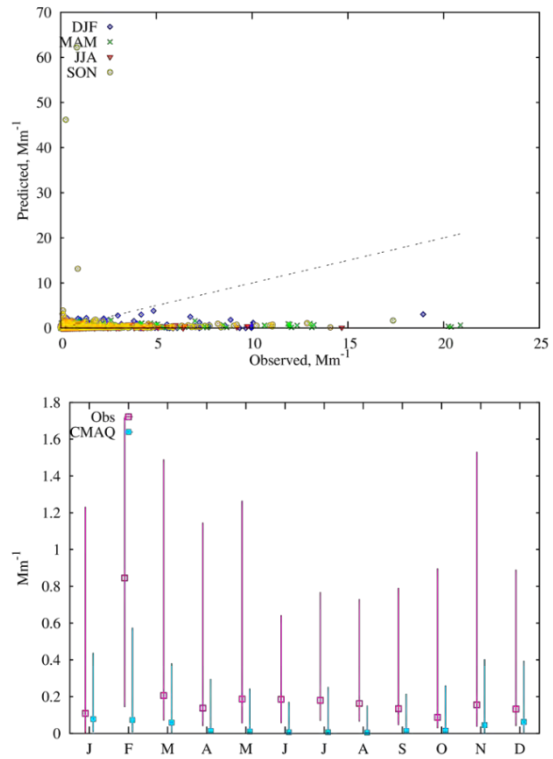 70
60
50
40
30
20
10
0
Predicted, Mm-1
DJF
MAM
JJA
SON
0 5 10 15 20 25
Observed, Mm-1
1.8
1.6
1.4
1.2
1
0.8
0.6
0.4
0.2
0
Mm-1
Obs
CMAQ
J F M A M J J A S O N D